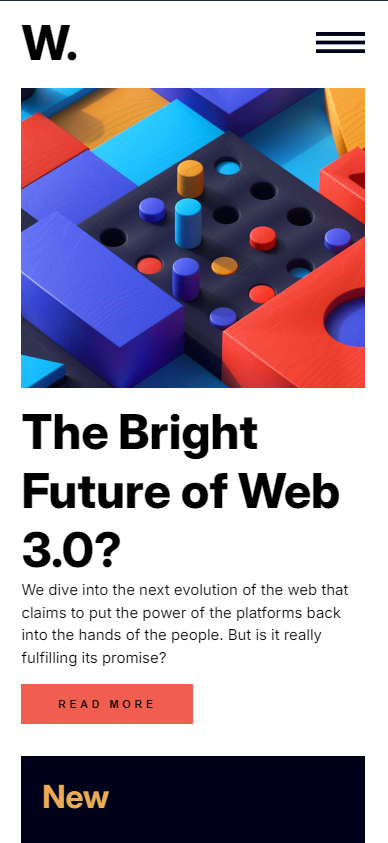 W.
The Bright
Future of Web
3.0?
We dive into the next evolution of the web that
claims to put the power of the platforms back
into the hands of the people. But is it really
fulfilling its promise?
READ MORE
New